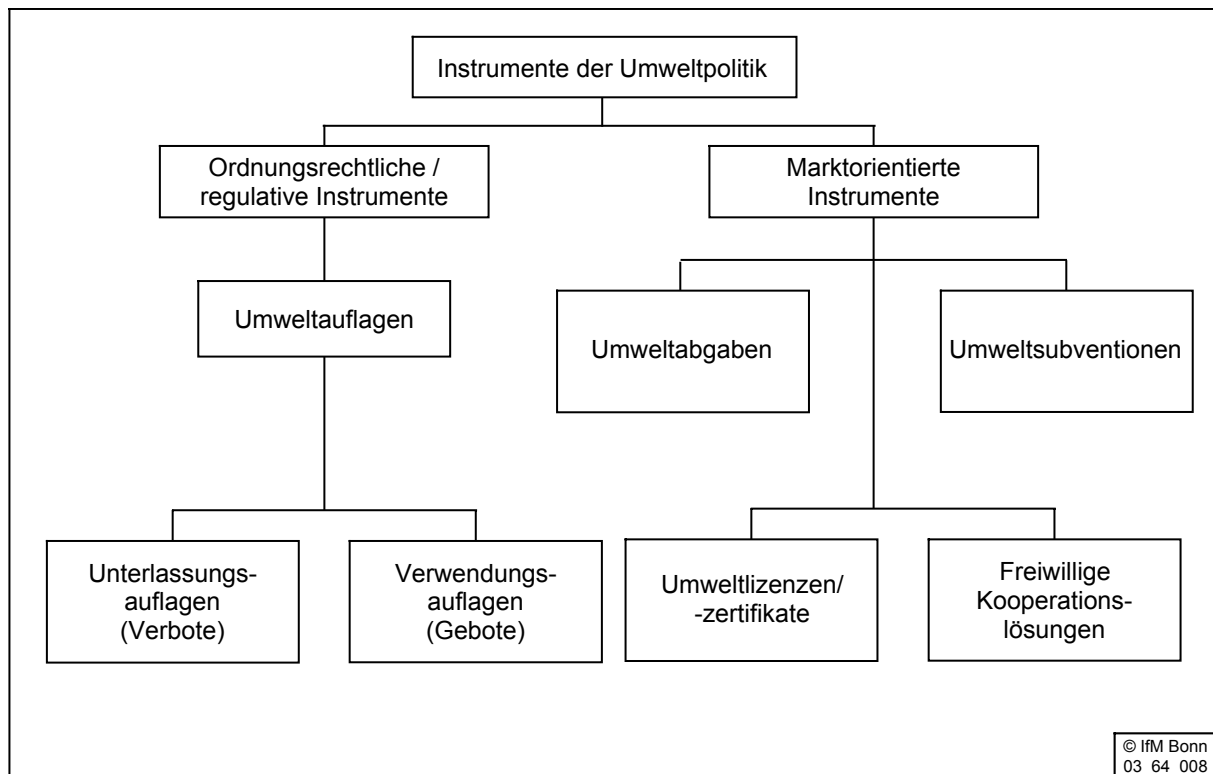 Instrumente der Umweltpolitik
Ordnungsrechtliche /
regulative Instrumente
Marktorientierte
Instrumente
Umweltauflagen
Umweltabgaben
Umweltsubventionen
Unterlassungs-
auflagen
(Verbote)
Verwendungs-
auflagen
(Gebote)
Umweltlizenzen/
-zertifikate
Freiwillige
Kooperations-
lösungen
© IfM Bonn
03 64 008